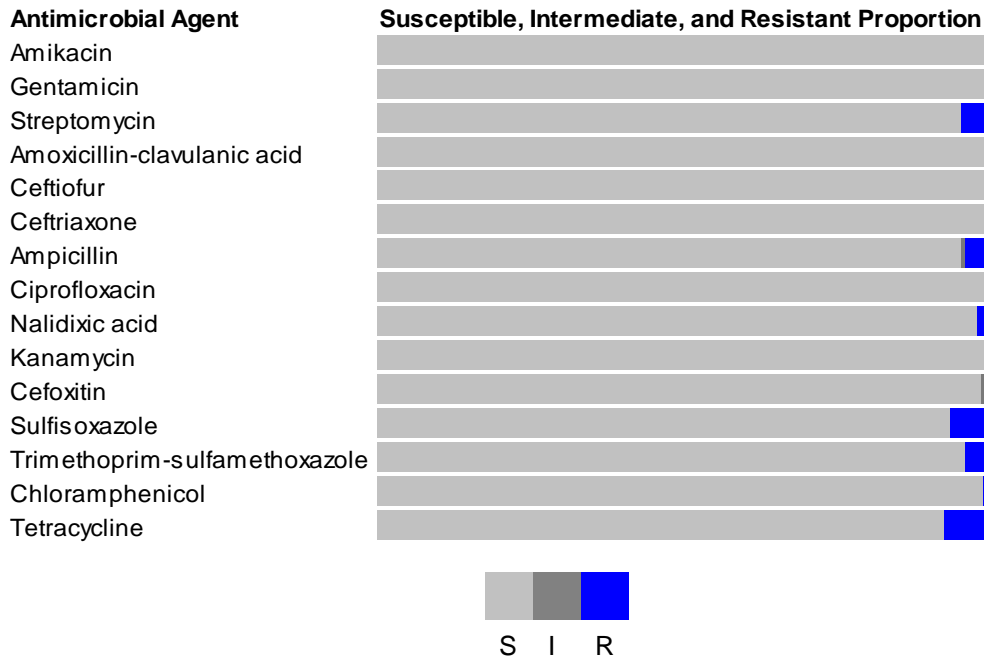 Antimicrobial Agent Susceptible, Intermediate, and Resistant Proportion
Amikacin
Gentamicin
Streptomycin
Amoxicillin-clavulanic acid
Ceftiofur
Ceftriaxone
Ampicillin
Ciprofloxacin
Nalidixic acid
Kanamycin
Cefoxitin
Sulfisoxazole
Trimethoprim-sulfamethoxazole
Chloramphenicol
Tetracycline
S I R